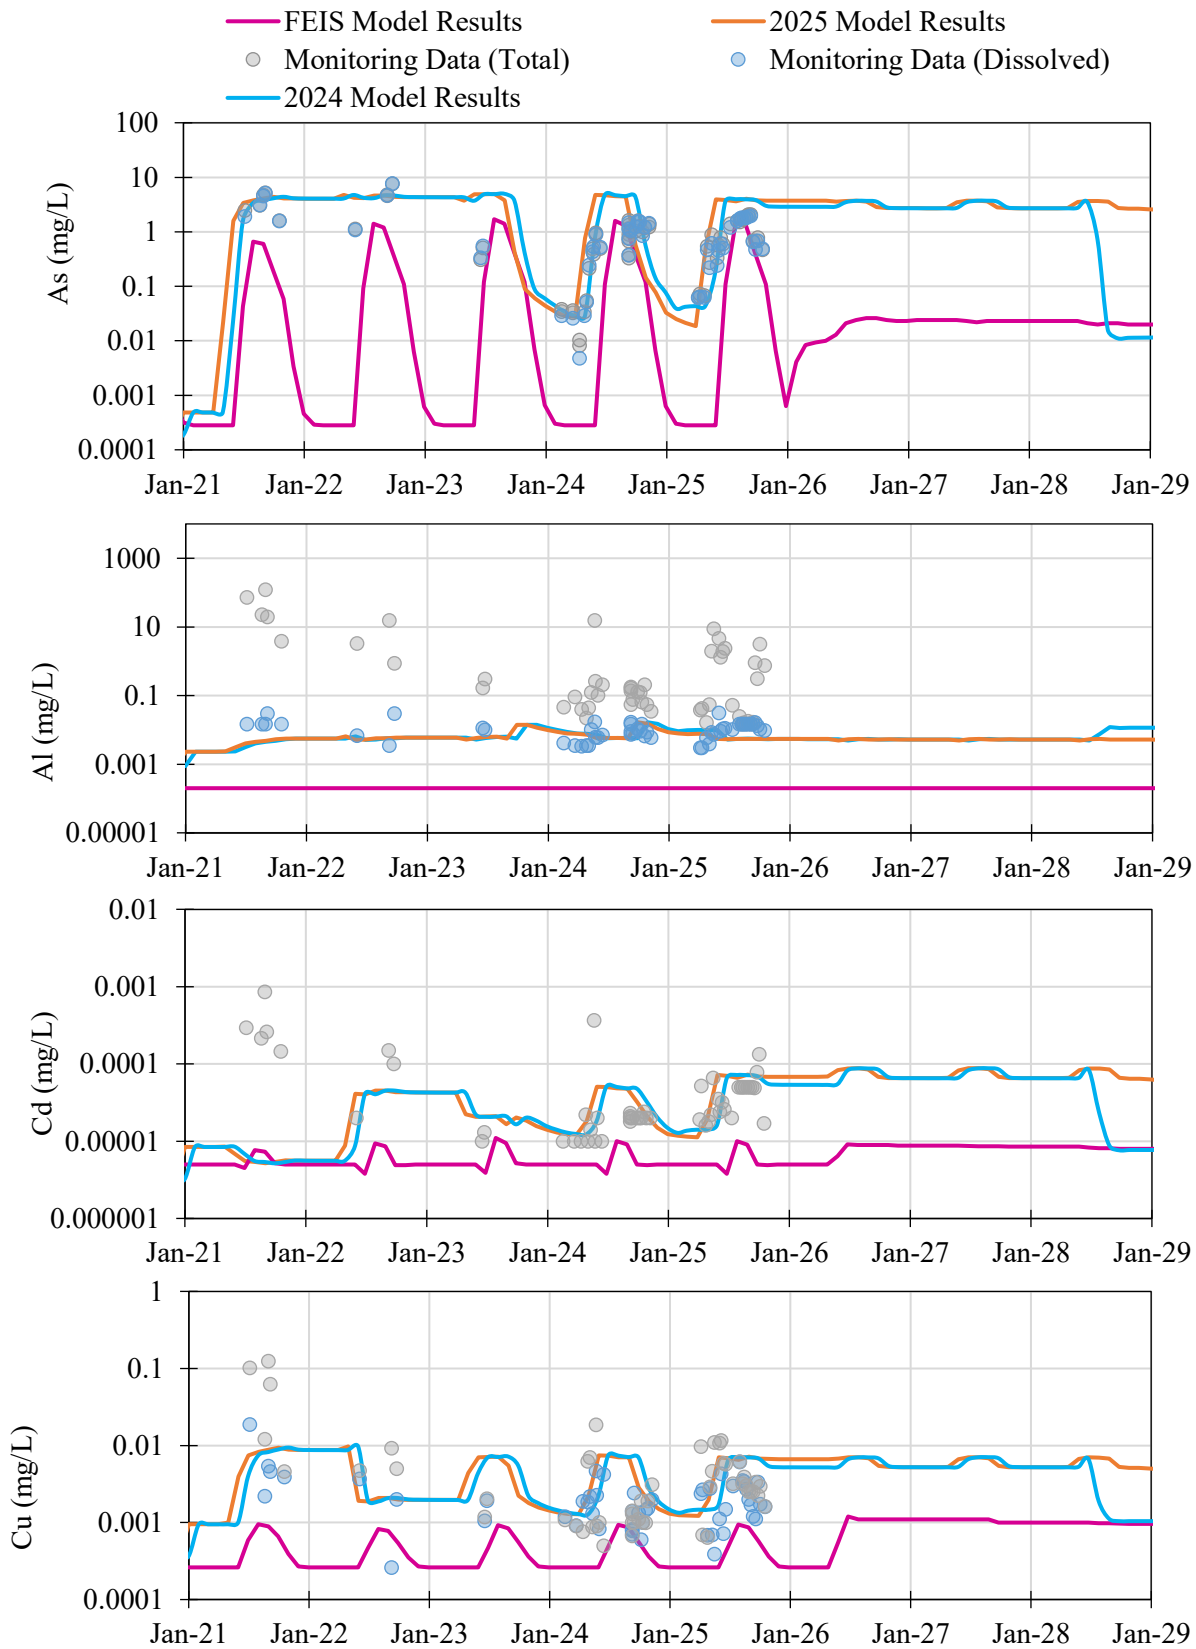 FEIS Model Results
2025 Model Results
Monitoring Data (Total)
Monitoring Data (Dissolved)
2024 Model Results
As (mg/L)
100
10
1
0.1
0.01
0.001
0.0001
Jan-21 Jan-22 Jan-23 Jan-24 Jan-25 Jan-26 Jan-27 Jan-28 Jan-29
Al (mg/L)
1000
10
0.1
0.001
0.00001
Jan-21 Jan-22 Jan-23 Jan-24 Jan-25 Jan-26 Jan-27 Jan-28 Jan-29
Cd (mg/L)
0.01
0.001
0.0001
0.00001
0.000001
Jan-21 Jan-22 Jan-23 Jan-24 Jan-25 Jan-26 Jan-27 Jan-28 Jan-29
Cu (mg/L)
1
0.1
0.01
0.001
0.0001
Jan-21 Jan-22 Jan-23 Jan-24 Jan-25 Jan-26 Jan-27 Jan-28 Jan-29